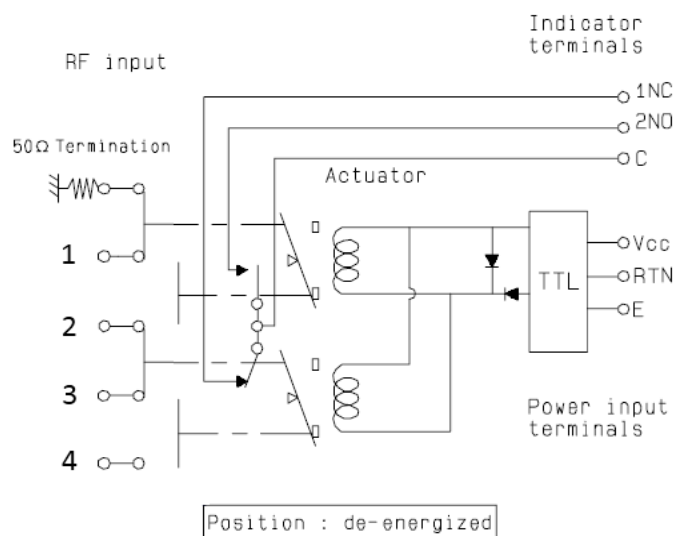 Indicator
terminals
RF input
1NC
2NO
50Ω Termination
C
Actuator
1
Vcc
TTL
RTN
2
E
3
Power input
terminals
4
Position : de-energized